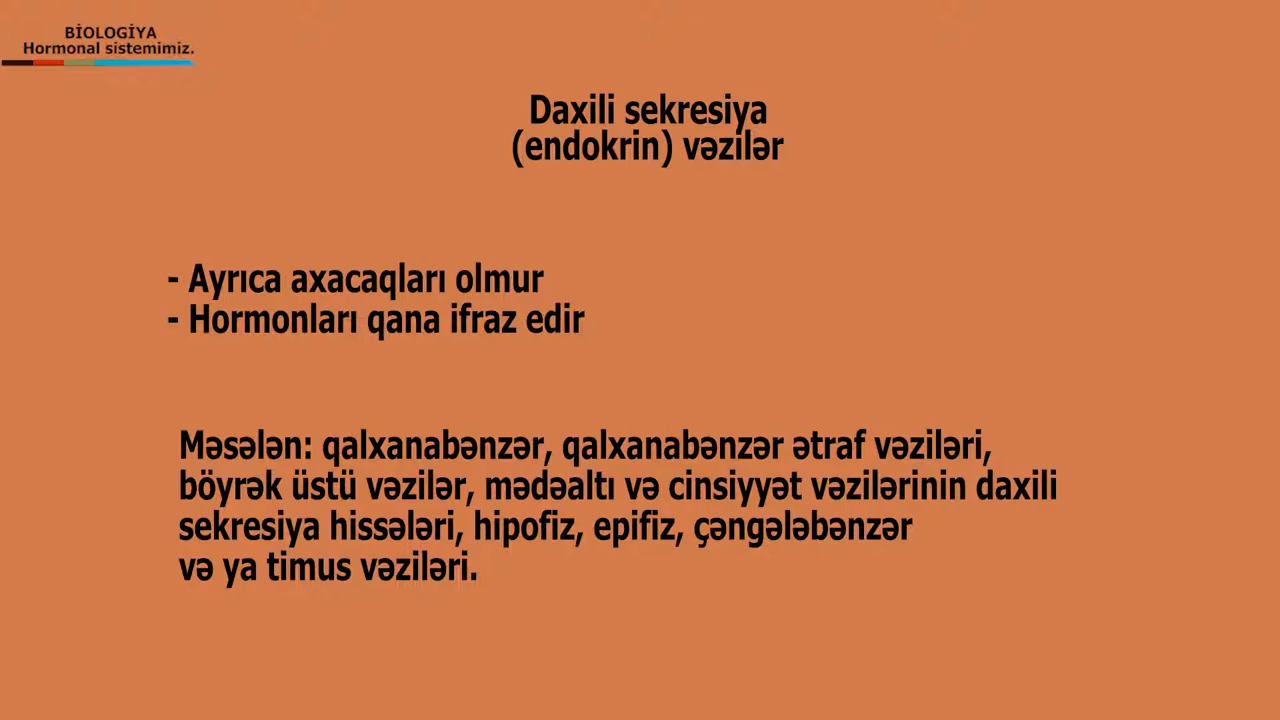 BİOLOGİYA
Hormonal sistemimiz.
Daxili sekresiya
(endokrin) vəzilər
- Ayrıca axacaqları olmur
- Hormonları qana ifraz edir
Məsələn: qalxanabənzər, qalxanabənzər ətraf vəziləri,
böyrək üstü vəzilər, mədəaltı və cinsiyyət vəzilərinin daxili
sekresiya hissələri, hipofiz, epifiz, çəngələbənzər
və ya timus vəziləri.